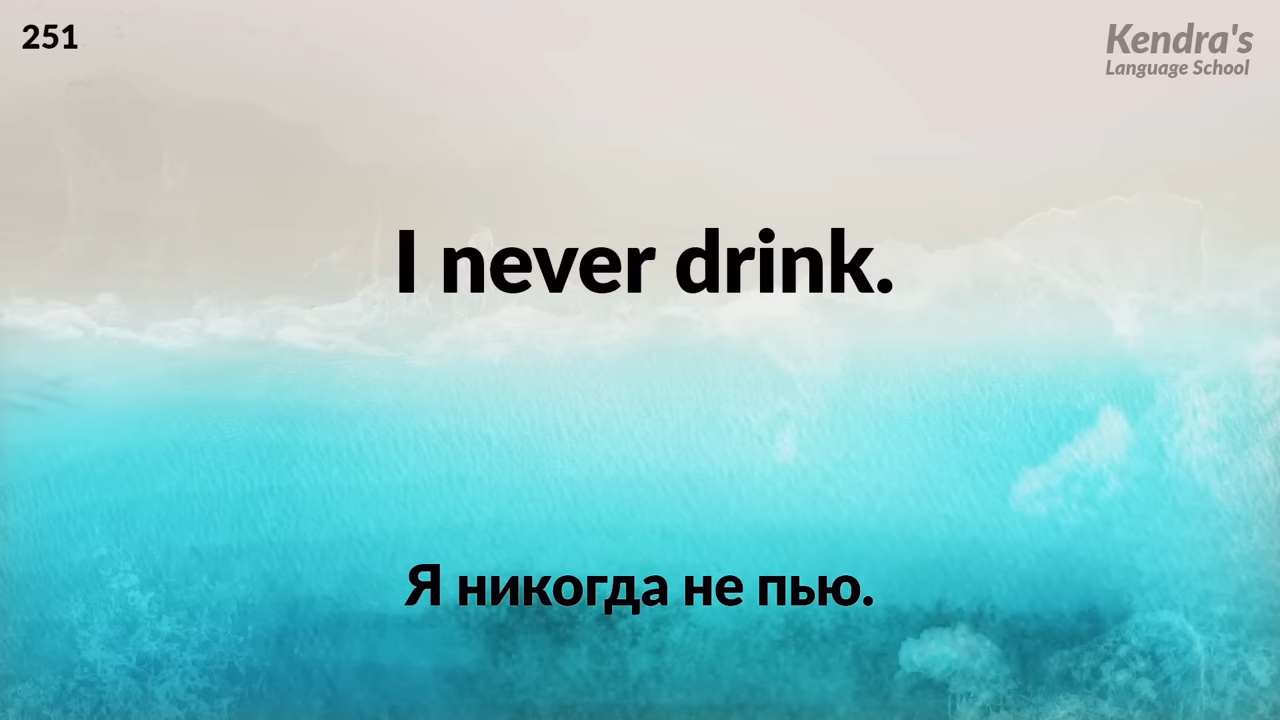 251
Kendra's
Language School
I never drink.
Я никогда не пью.